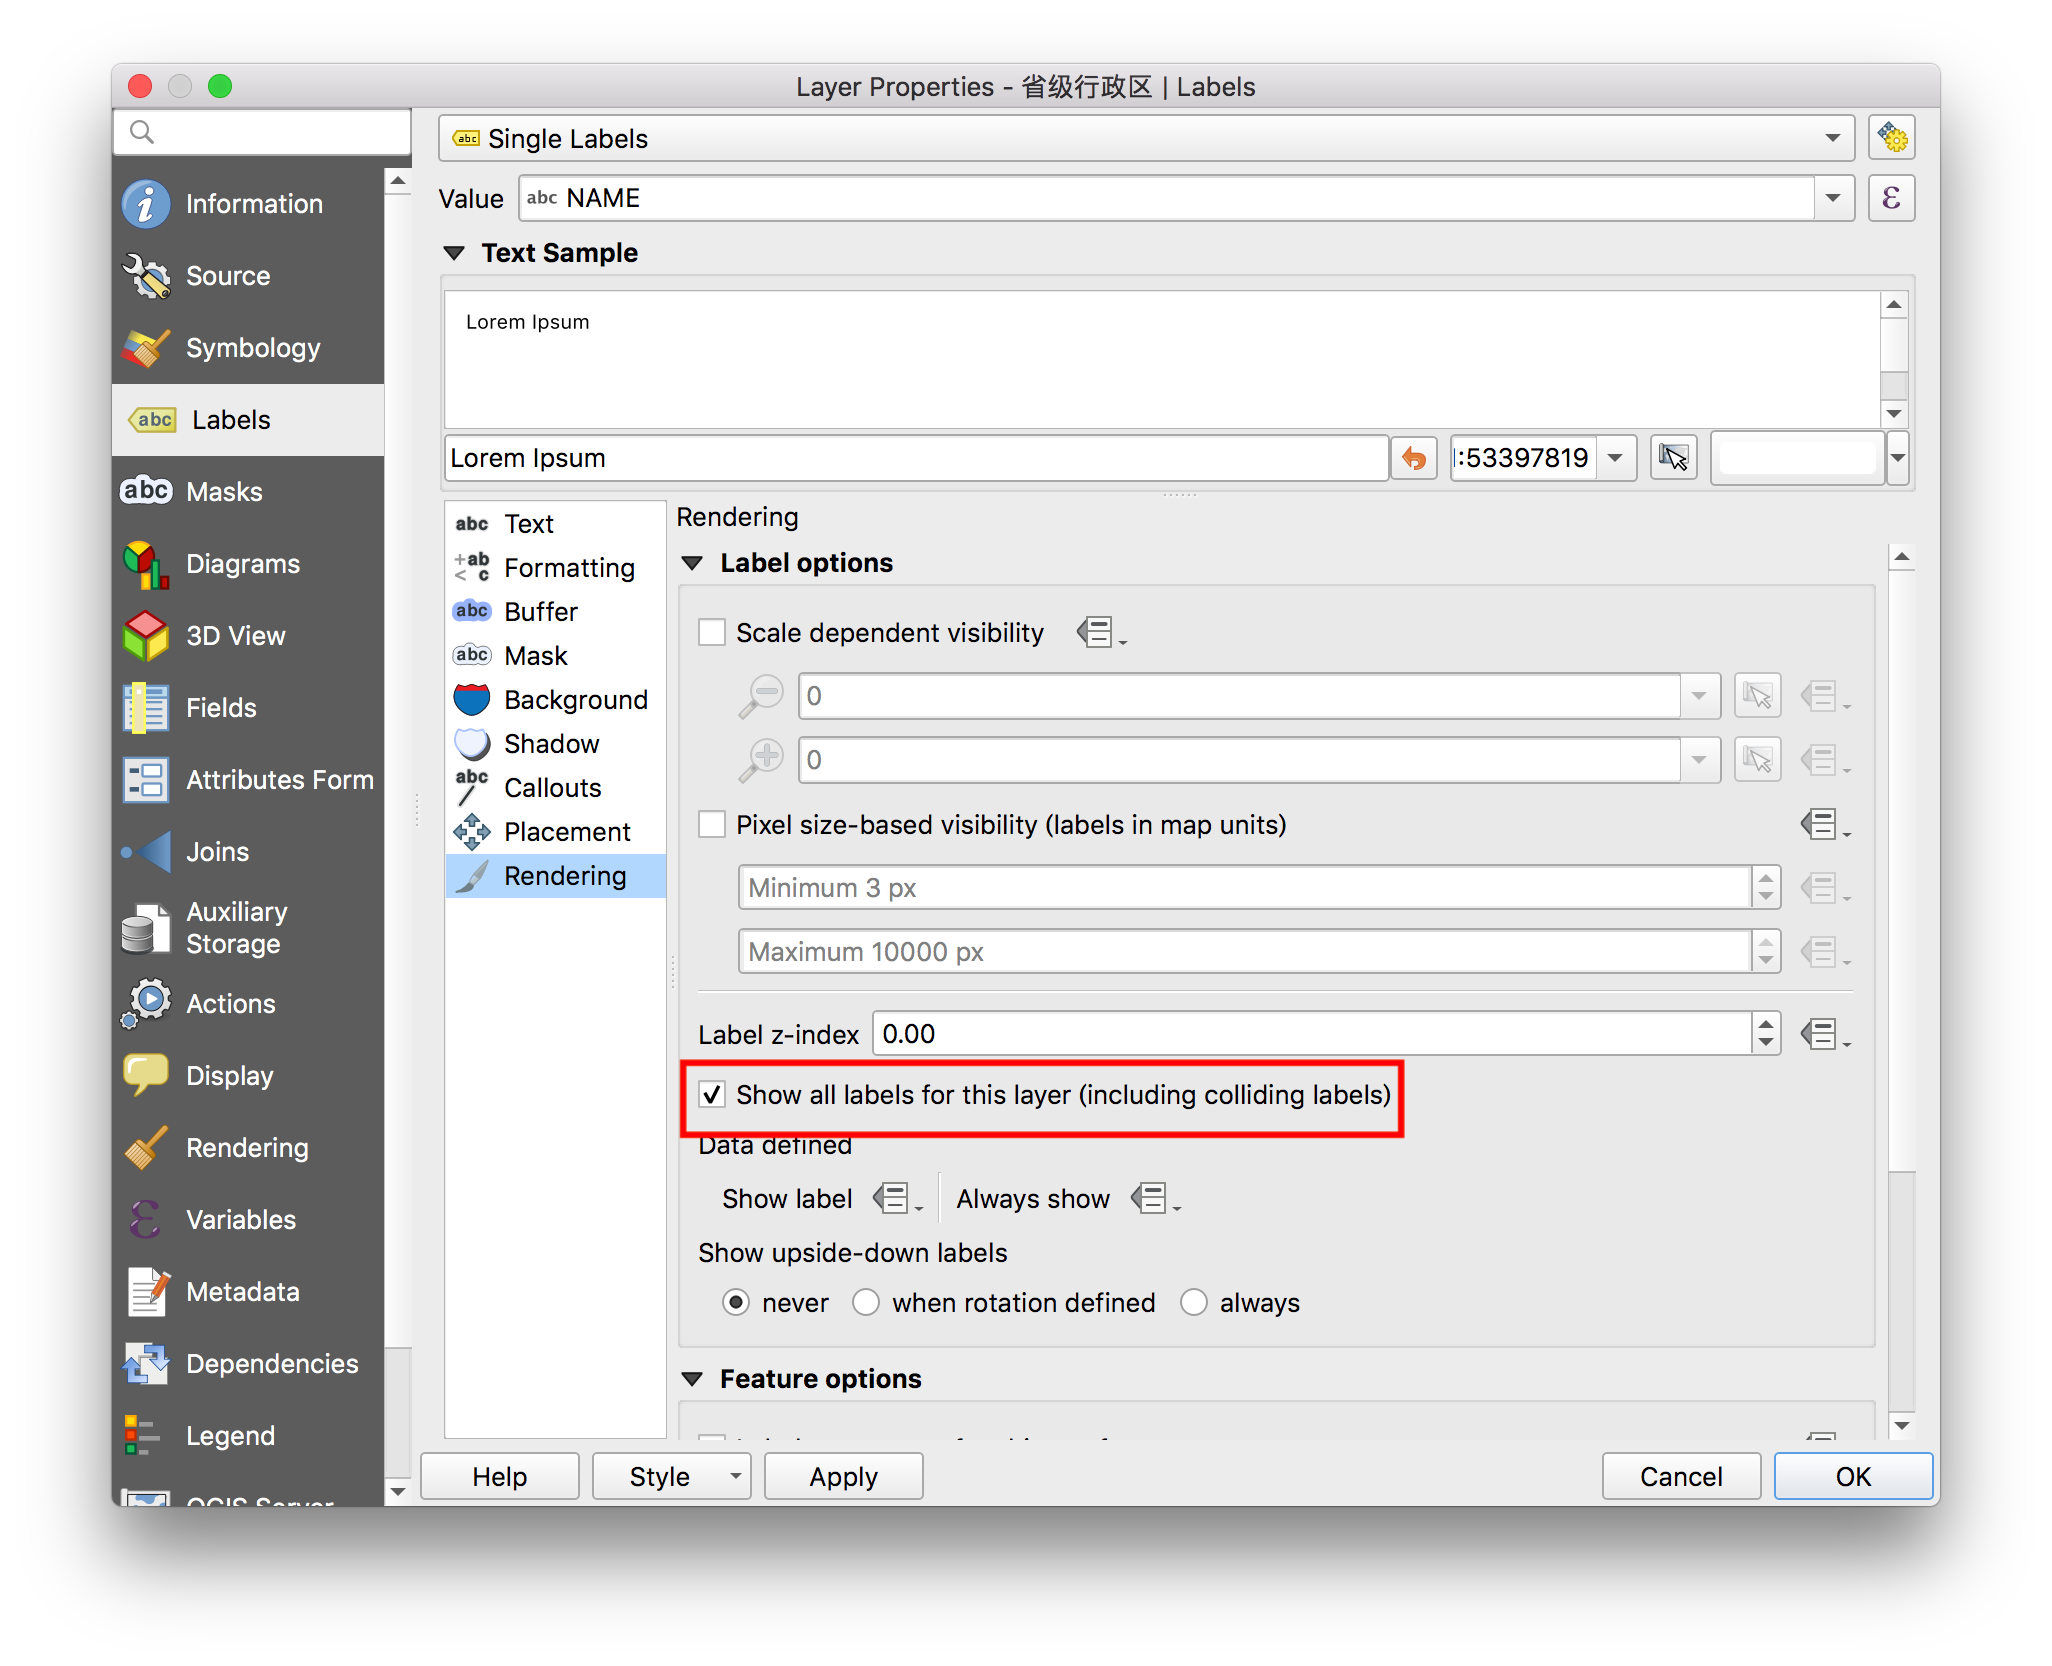 Layer Properties - 省级行政区 | Labels
Single Labels
Value abc NAME
Text Sample
Lorem Ipsum
Lorem Ipsum
:53397819
Information
Source
Symbology
abc Labels
abc Masks
Diagrams
3D View
Fields
Attributes Form
Joins
Auxiliary
Storage
Actions
Display
Rendering
Variables
Metadata
Dependencies
Legend
QGIS Server
abc Text
+ab
< c Formatting
abc Buffer
abc Mask
Background
Shadow
abc Callouts
Placement
Rendering
Rendering
Label options
Scale dependent visibility
0
0
Pixel size-based visibility (labels in map units)
Minimum 3 px
Maximum 10000 px
Label z-index 0.00
Show all labels for this layer (including colliding labels)
Data defined
Show label Always show
Show upside-down labels
never when rotation defined always
Feature options
Help Style Apply Cancel OK